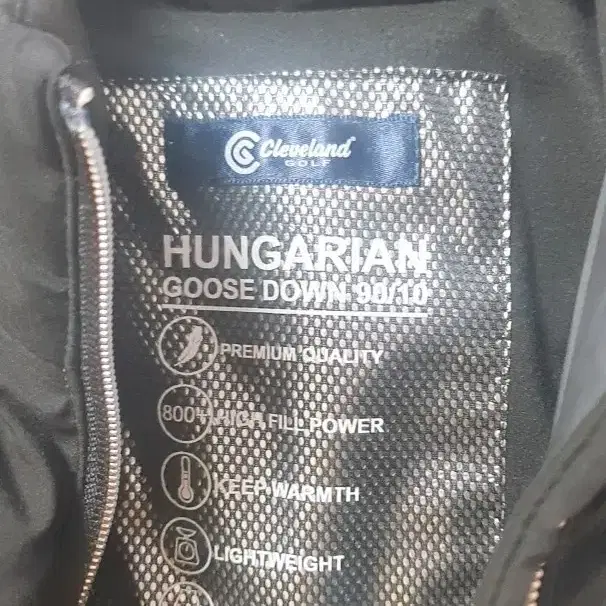 Cleveland
GOLF
HUNGARIAN
GOOSE DOWN 90/10
PREMIUM QUALITY
800+ HIGH FILL POWER
KEEP WARMTH
LIGHTWEIGHT